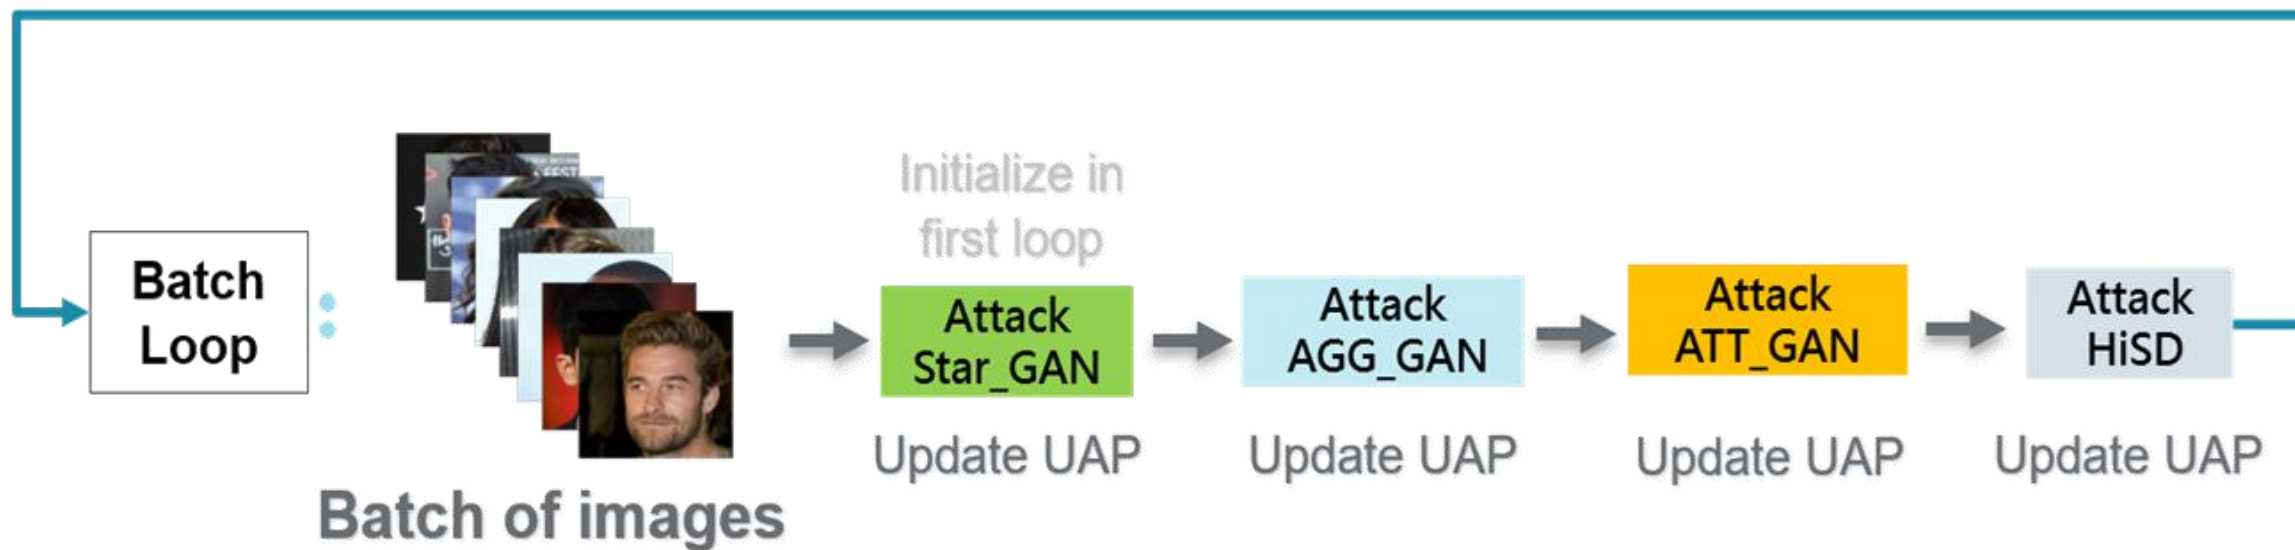 Batch
Loop
FEST
Batch of images
Initialize in
first loop
Attack
Star_GAN
Update UAP
Attack
AGG_GAN
Update UAP
Attack
ATT_GAN
Update UAP
Attack
HiSD
Update UAP